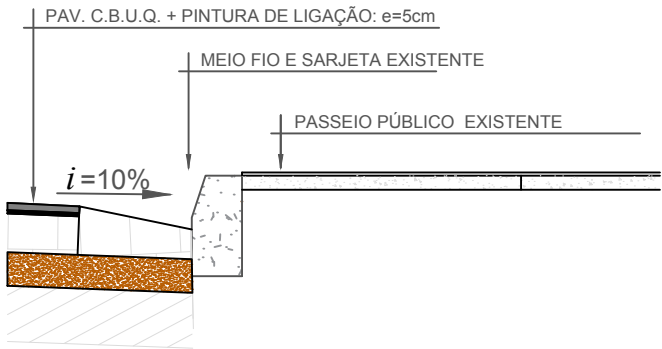 PAV. C.B.U.Q. + PINTURA DE LIGAÇÃO: e=5cm
MEIO FIO E SARJETA EXISTENTE
PASSEIO PÚBLICO EXISTENTE
i=10%